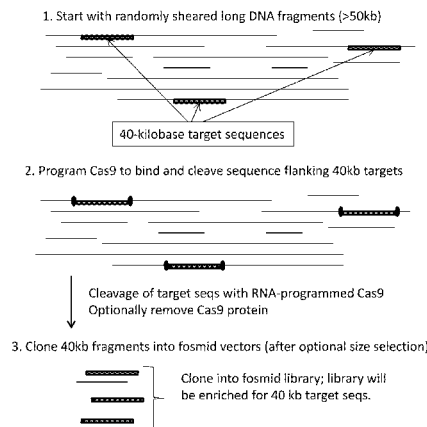 1. Start with randomly sheared long DNA fragments (>50kb)
40-kilobase target sequences
2. Program Cas9 to bind and cleave sequence flanking 40kb targets
Cleavage of target seqs with RNA-programmed Cas9
Optionally remove Cas9 protein
3. Clone 40kb fragments into fosmid vectors (after optional size selection)
Clone into fosmid library; library will
be enriched for 40 kb target seqs.